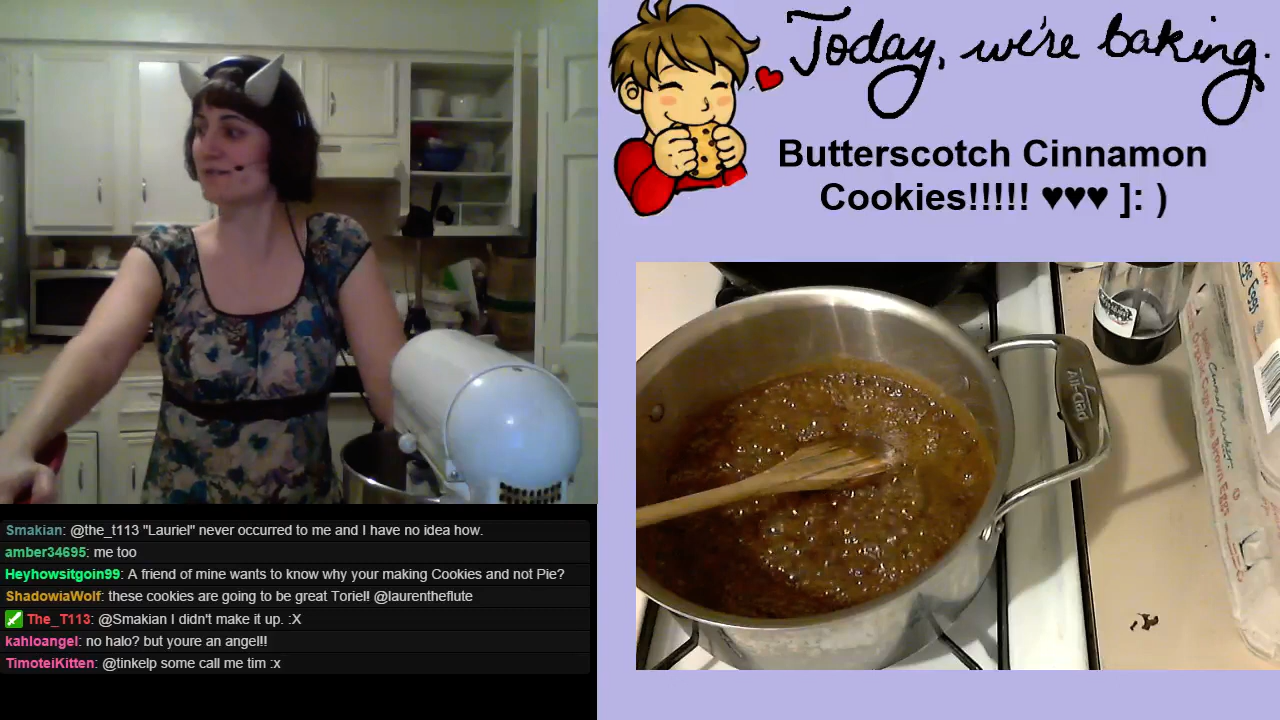 Today, we're baking.
Butterscotch Cinnamon
Cookies!!!!! ♥♥♥ ]: )
All-Clad
Brown Eggs
Smakian: @the_t113 "Lauriel" never occurred to me and I have no idea how.
amber34695: me too
Heyhowsitgoin99: A friend of mine wants to know why your making Cookies and not Pie?
ShadowiaWolf: these cookies are going to be great Toriel! @laurentheflute
The_T113: @Smakian I didn't make it up. :X
kahloangel: no halo? but youre an angel!!
TimoteiKitten: @tinkelp some call me tim :x